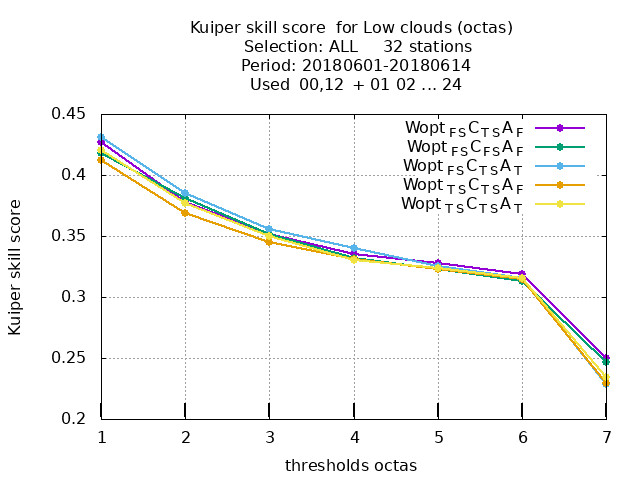 Kuiper skill score  for Low clouds (octas)
Selection: ALL     32 stations
Period: 20180601-20180614
Used  00,12  + 01 02 ... 24
Wopt FS C TS A F
Wopt FS C FS A F
Wopt FS C TS A T
Wopt TS C TS A F
Wopt TS C TS A T
0.45
0.4
0.35
0.3
0.25
0.2
Kuiper skill score
1 2 3 4 5 6 7
thresholds octas